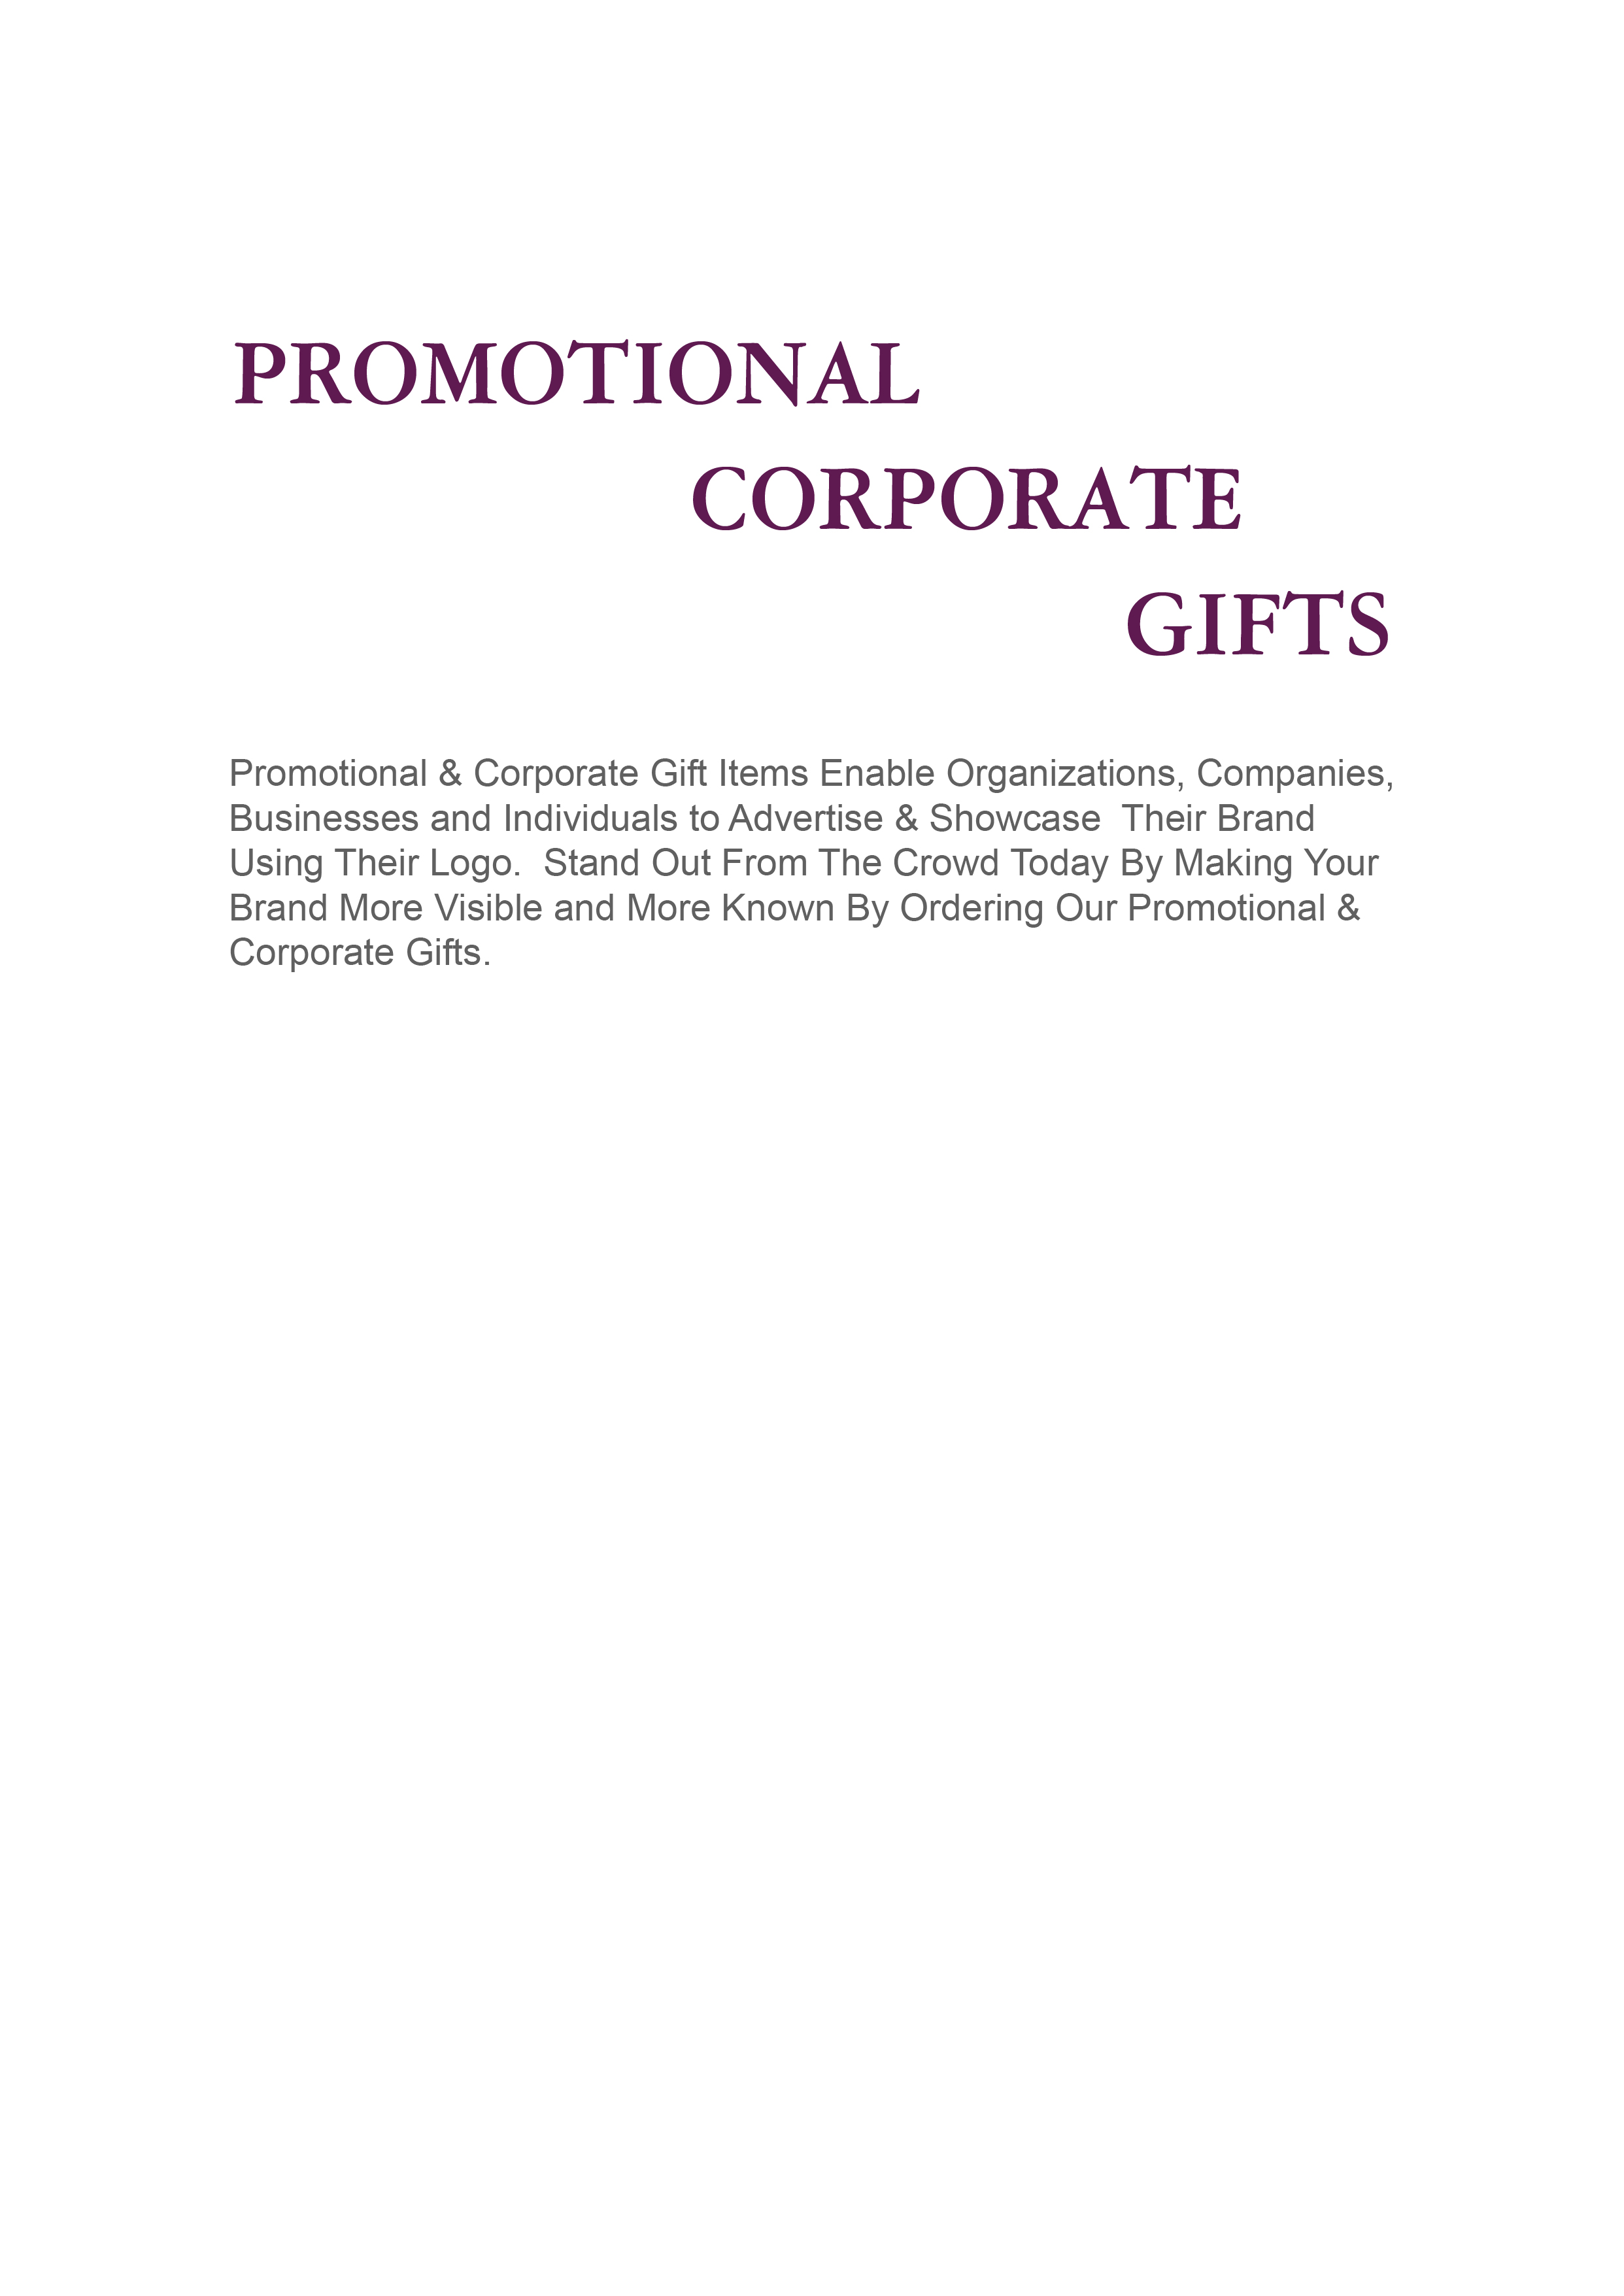 PROMOTIONAL
CORPORATE
GIFTS
Promotional & Corporate Gift Items Enable Organizations, Companies,
Businesses and Individuals to Advertise & Showcase  Their Brand
Using Their Logo.  Stand Out From The Crowd Today By Making Your
Brand More Visible and More Known By Ordering Our Promotional &
Corporate Gifts.